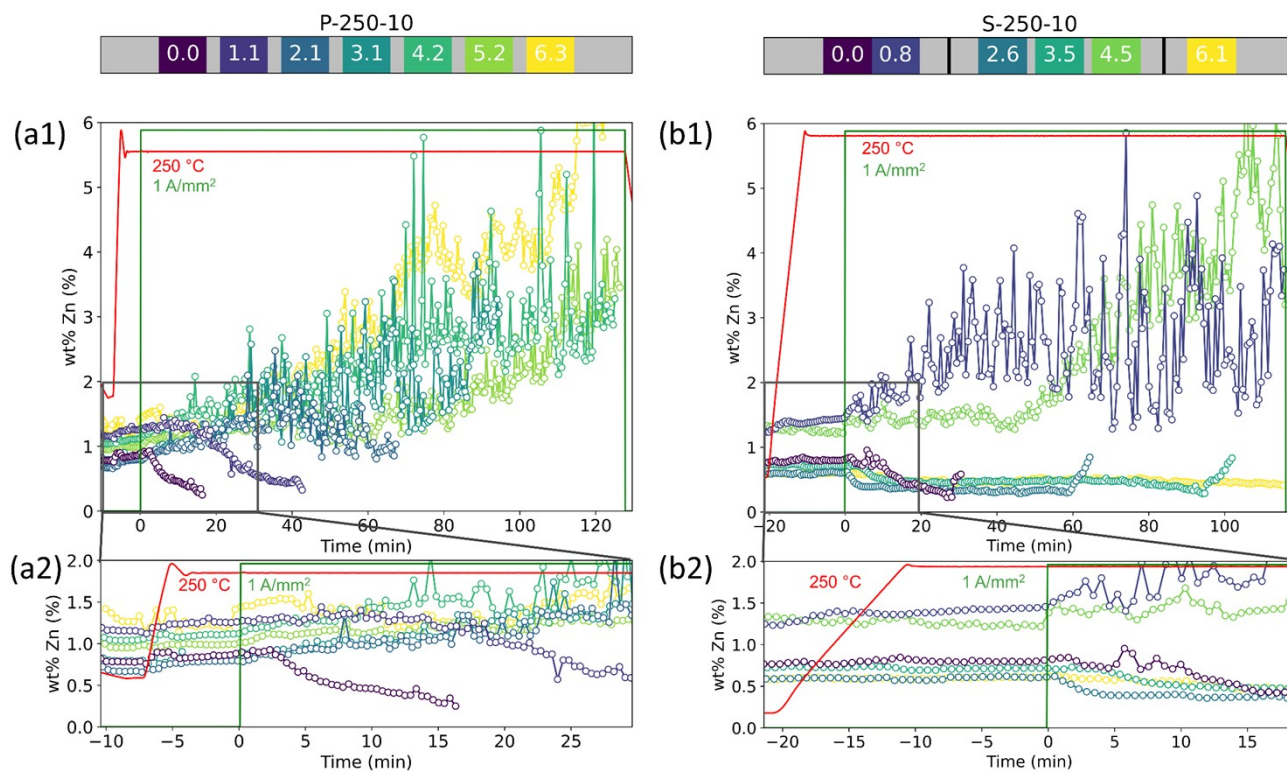 P-250-10
0.0 1.1 2.1 3.1 4.2 5.2 6.3
S-250-10
0.0 0.8 2.6 3.5 4.5 6.1
(a1)
wt% Zn (%)
6
5
4
3
2
1
0
250 °C
1 A/mm²
0 20 40 60 80 100 120
Time (min)
(b1)
wt% Zn (%)
6
5
4
3
2
1
0
250 °C
1 A/mm²
−20 0 20 40 60 80 100
Time (min)
(a2)
wt% Zn (%)
2.0
1.5
1.0
0.5
0.0
250 °C 1 A/mm²
−10 −5 0 5 10 15 20 25
Time (min)
(b2)
wt% Zn (%)
2.0
1.5
1.0
0.5
0.0
250 °C 1 A/mm²
−20 −15 −10 −5 0 5 10 15
Time (min)